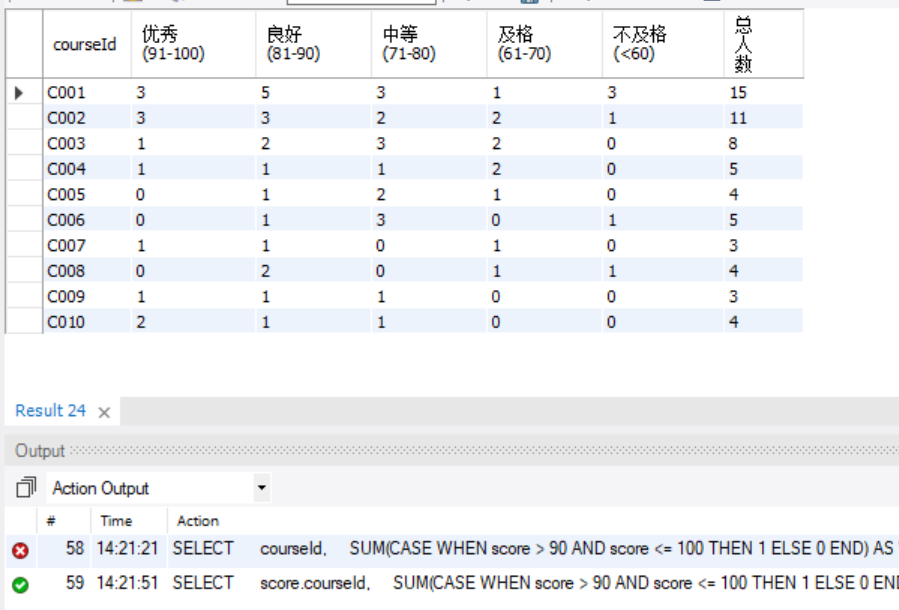 courseId 优秀 (91-100) 良好 (81-90) 中等 (71-80) 及格 (61-70) 不及格 (<60) 总人数
C001 3 5 3 1 3 15
C002 3 3 2 2 1 11
C003 1 2 3 2 0 8
C004 1 1 1 2 0 5
C005 0 1 2 1 0 4
C006 0 1 3 0 1 5
C007 1 1 0 1 0 3
C008 0 2 0 1 1 4
C009 1 1 1 0 0 3
C010 2 1 1 0 0 4
Result 24
Output
Action Output
# Time Action
58 14:21:21 SELECT courseId, SUM(CASE WHEN score > 90 AND score <= 100 THEN 1 ELSE 0 END) AS
59 14:21:51 SELECT score.courseId, SUM(CASE WHEN score > 90 AND score <= 100 THEN 1 ELSE 0